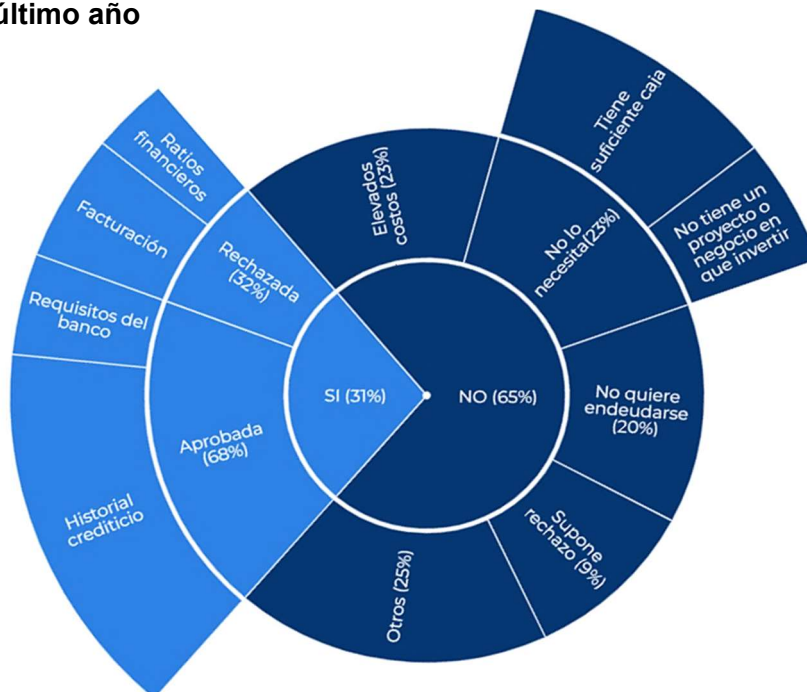 último año
Tiene
suficiente caja
No tiene un
proyecto o
negocio en
que invertir
Ratios
financieros
Facturación
Requisitos del
banco
Historial
crediticio
Rechazada
(32%)
Aprobada
(68%)
Elevados
costos (23%)
No lo
necesita(23%)
No quiere
endeudarse
(20%)
Supone
rechazo (9%)
Otros (25%)
SI (31%)
NO (65%)